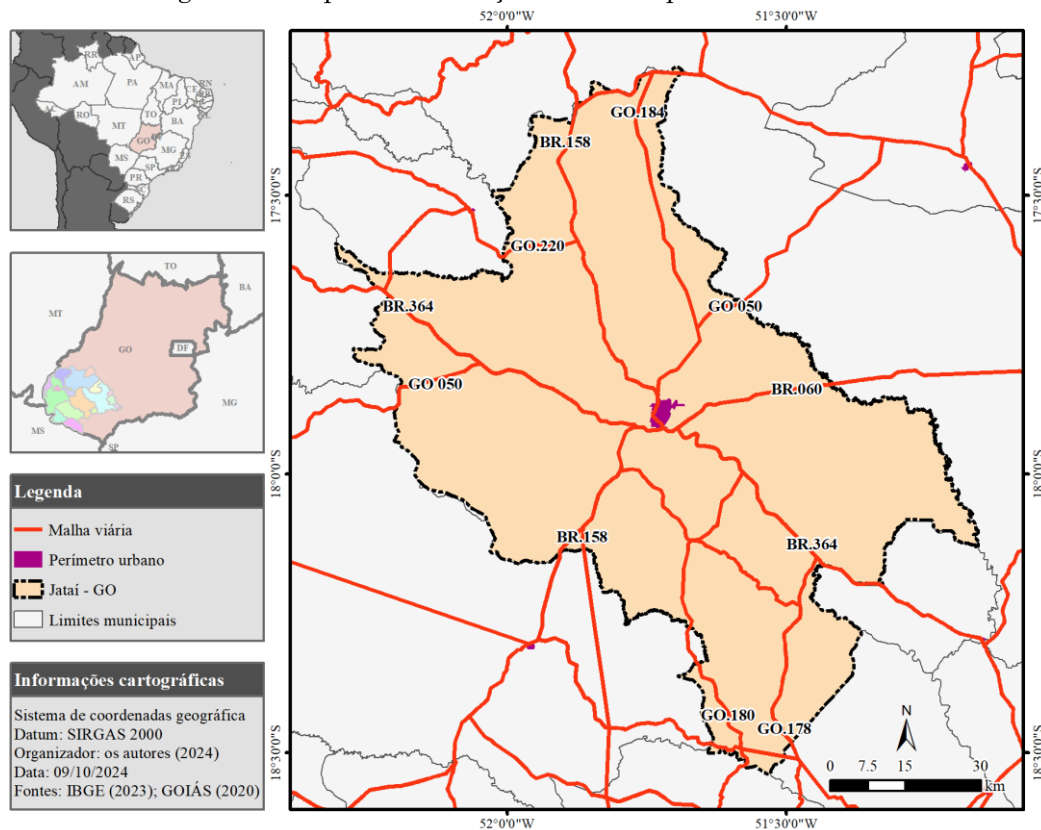 52°0'0"W
51°30'0"W
RR
AP
AM
PA
MA
CE
RN
PI
AC
RO
TO
BA
MT
GO
DF
MG
MS
ES
SP
PR
RS
TO
BA
MT
GO
DF
MG
MS
SP
Legenda
Malha viária
Perímetro urbano
Jataí - GO
Limites municipais
Informações cartográficas
Sistema de coordenadas geográfica
Datum: SIRGAS 2000
Organizador: os autores (2024)
Data: 09/10/2024
Fontes: IBGE (2023); GOIÁS (2020)
17°30'0"S
17°30'0"S
GO.184
BR.158
GO.220
BR.364
GO 050
GO 050
BR.060
18°0'0"S
18°0'0"S
BR.158
BR.364
GO.180
GO.178
N
0 7.5 15 30
km
18°30'0"S
18°30'0"S
52°0'0"W
51°30'0"W